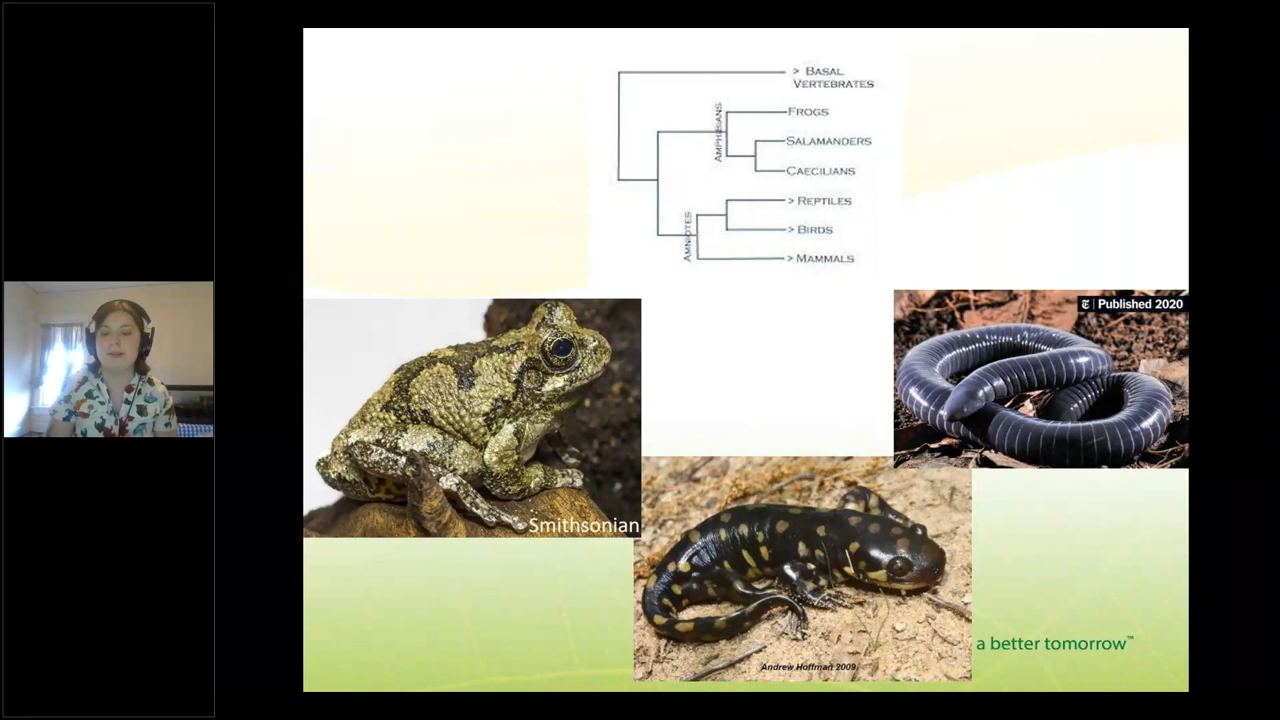 > BASAL
VERTEBRATES
AMPHIBIANS
FROGS
SALAMANDERS
CAECILIANS
AMNIOTES
> REPTILES
> BIRDS
> MAMMALS
Published 2020
Smithsonian
a better tomorrow™
Andrew Hoffman 2009